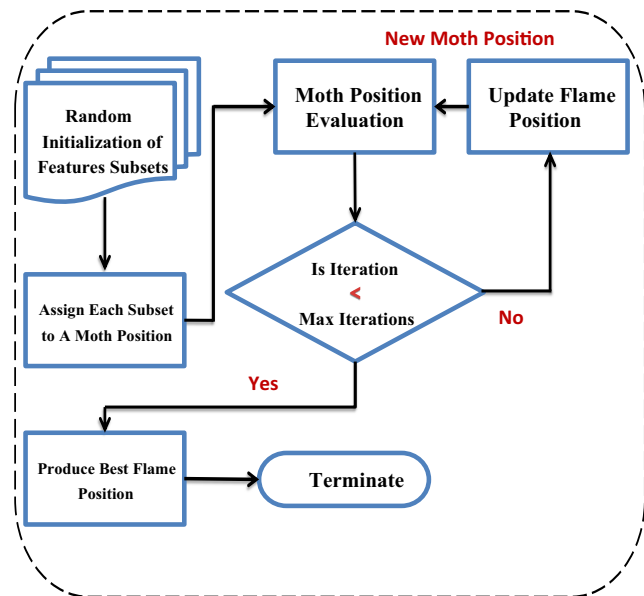 New Moth Position
Random
Initialization of
Features Subsets
Moth Position
Evaluation
Update Flame
Position
Assign Each Subset
to A Moth Position
Is Iteration
<
Max Iterations
No
Yes
Produce Best Flame
Position
Terminate